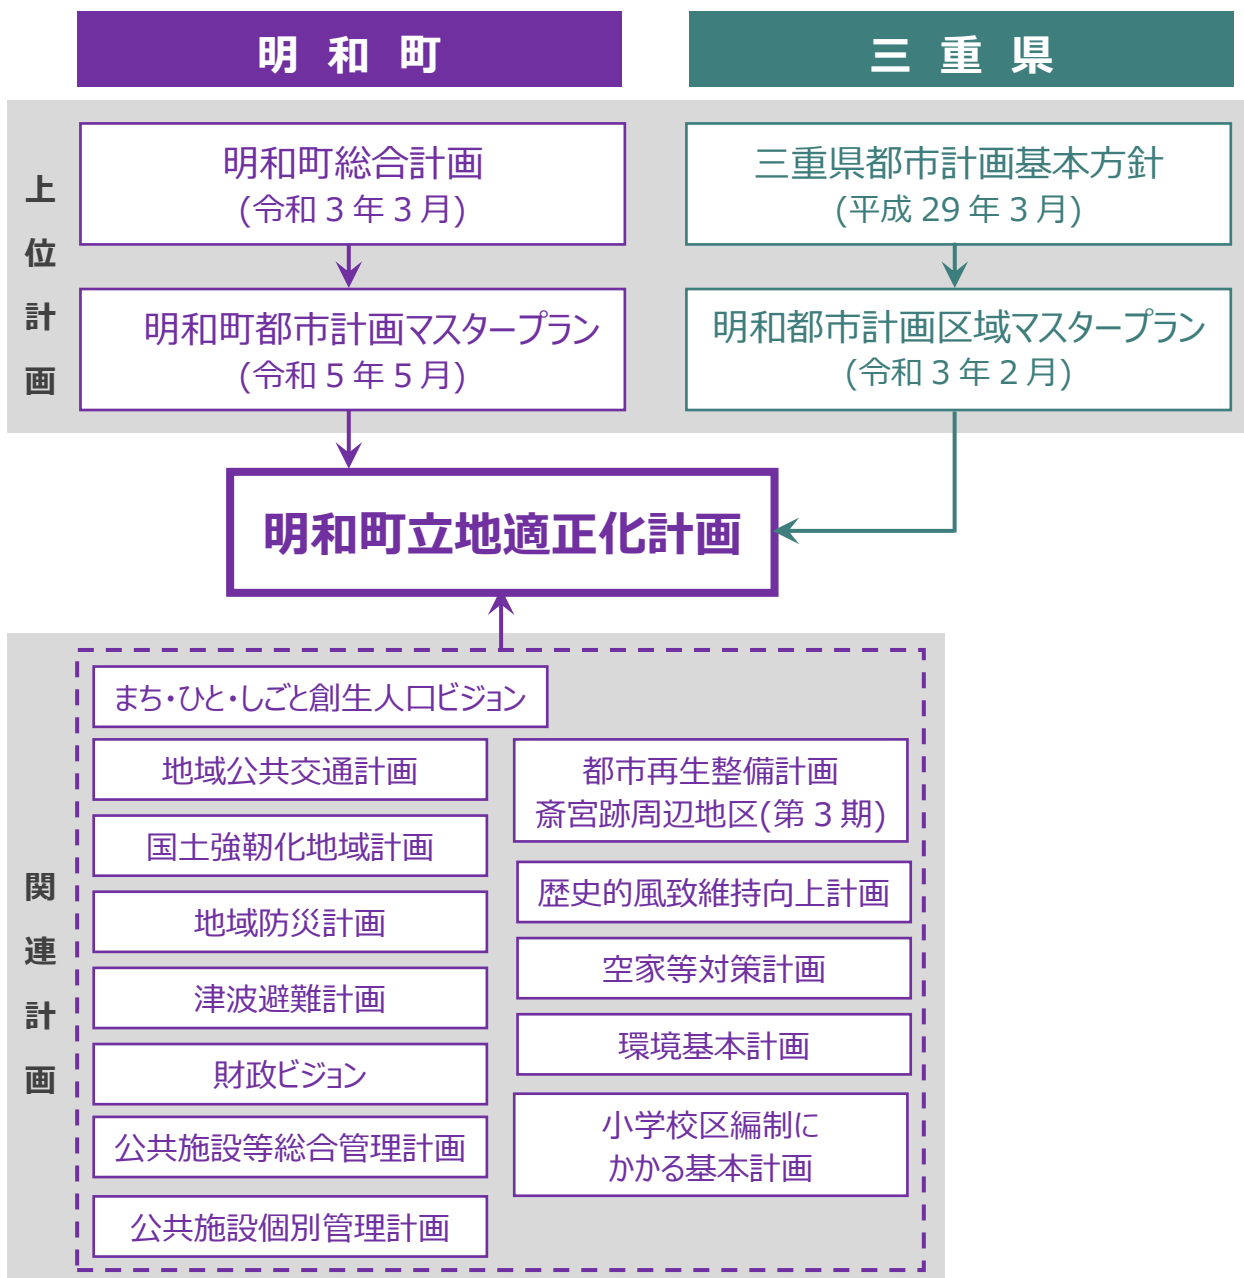 明和町
三重県
上位計画
明和町総合計画
(令和3年3月)
三重県都市計画基本方針
(平成29年3月)
明和町都市計画マスタープラン
(令和5年5月)
明和都市計画区域マスタープラン
(令和3年2月)
明和町立地適正化計画
関連計画
まち・ひと・しごと創生人口ビジョン
地域公共交通計画
国土強靭化地域計画
地域防災計画
津波避難計画
財政ビジョン
公共施設等総合管理計画
公共施設個別管理計画
都市再生整備計画
斎宮跡周辺地区(第3期)
歴史的風致維持向上計画
空家等対策計画
環境基本計画
小学校区編制に
かかる基本計画